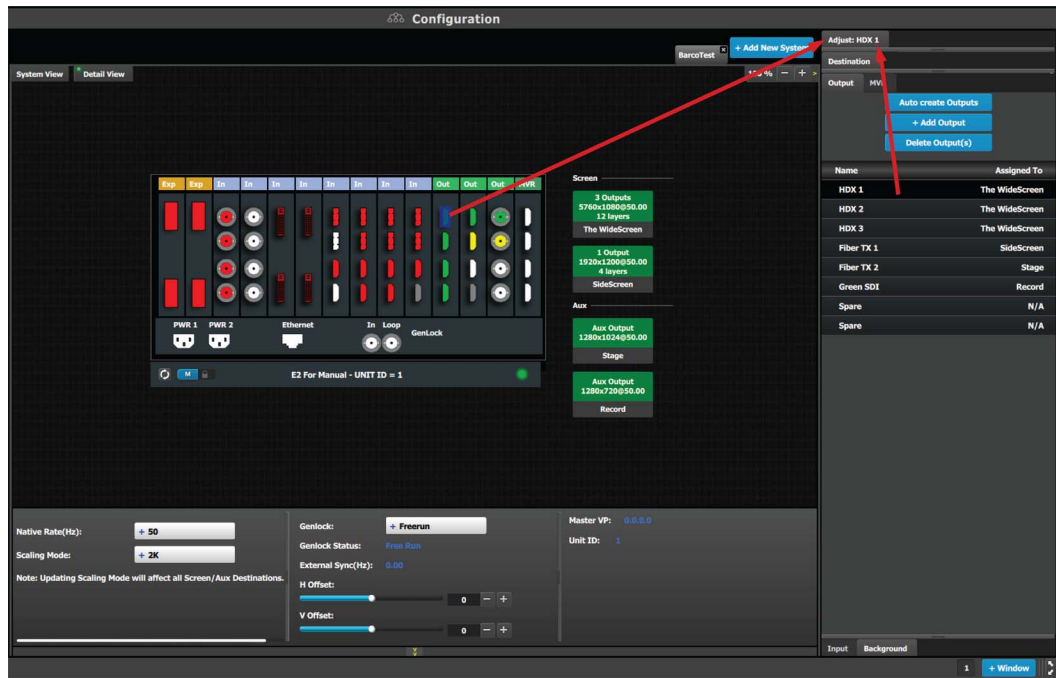 Configuration
BarcoTest
+ Add New System
Adjust: HDX 1
Destination
System View
Detail View
%
Output
Auto create Outputs
+ Add Output
Delete Output(s)
Name Assigned To
HDX 1 The WideScreen
HDX 2 The WideScreen
HDX 3 The WideScreen
Fiber TX 1 SideScreen
Fiber TX 2 Stage
Green SDI Record
Spare N/A
Spare N/A
Exp Exp In In In In In In In In Out Out Out MVR
PWR 1 PWR 2 Ethernet In Loop GenLock
M E2 For Manual - UNIT ID = 1
Screen
3 Outputs
5760x1080@50.00
12 layers
The WideScreen
1 Output
1920x1200@50.00
4 layers
SideScreen
Aux
Aux Output
1280x1024@50.00
Stage
Aux Output
1280x720@50.00
Record
Native Rate(Hz): + 50
Scaling Mode: + 2K
Note: Updating Scaling Mode will affect all Screen/Aux Destinations.
Genlock: + Freerun
Genlock Status: Free Run
External Sync(Hz): 0.00
H Offset:
0 − +
V Offset:
0 − +
Master VP: 0.0.0.0
Unit ID: 1
Input Background
1 + Window